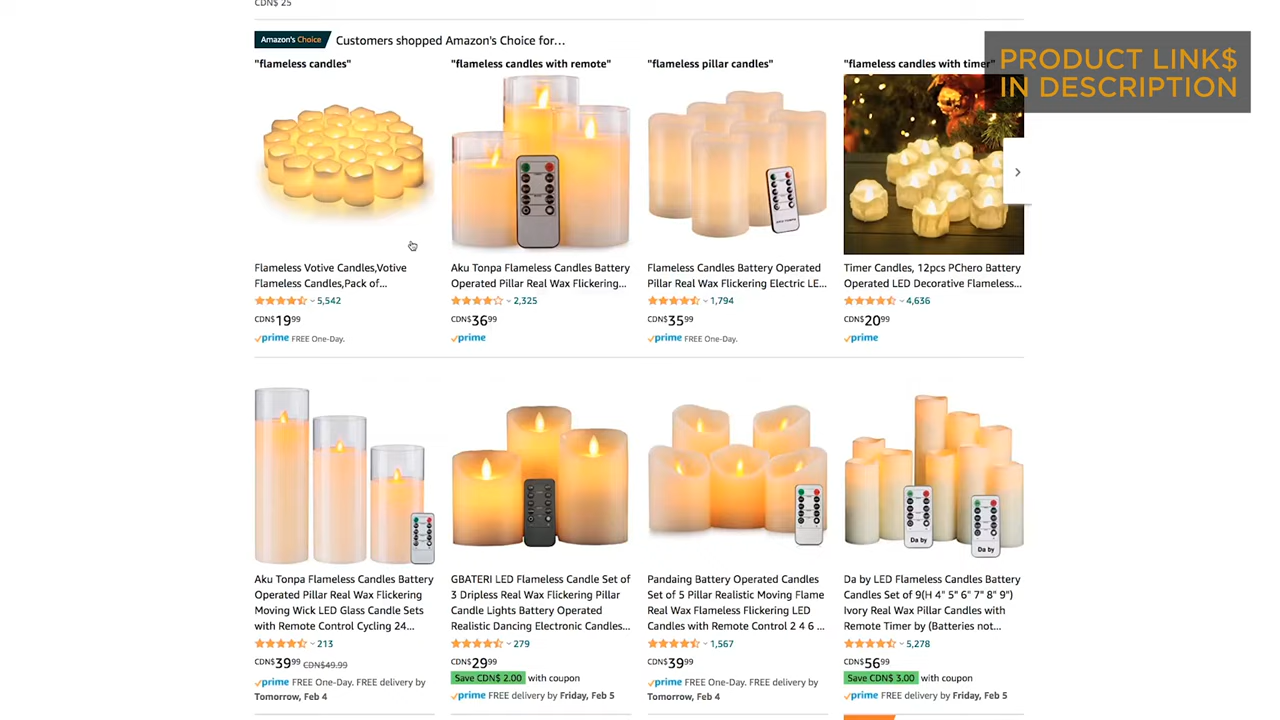 CDN$ 25
Amazon's Choice
Customers shopped Amazon's Choice for…
"flameless candles"
"flameless candles with remote"
"flameless pillar candles"
"flameless candles with timer"
PRODUCT LINK$
IN DESCRIPTION
Flameless Votive Candles,Votive
Flameless Candles,Pack of...
5,542
CDN$ 19 99
prime FREE One-Day.
Aku Tonpa Flameless Candles Battery
Operated Pillar Real Wax Flickering...
2,325
CDN$ 36 99
prime
Flameless Candles Battery Operated
Pillar Real Wax Flickering Electric LE...
1,794
CDN$ 35 99
prime FREE One-Day.
Timer Candles, 12pcs PChero Battery
Operated LED Decorative Flameless...
4,636
CDN$ 20 99
prime
Da by
Da by
Aku Tonpa Flameless Candles Battery
Operated Pillar Real Wax Flickering
Moving Wick LED Glass Candle Sets
with Remote Control Cycling 24...
213
CDN$ 39 99 CDN$49.99
prime FREE One-Day. FREE delivery by
Tomorrow, Feb 4
GBATERI LED Flameless Candle Set of
3 Dripless Real Wax Flickering Pillar
Candle Lights Battery Operated
Realistic Dancing Electronic Candles...
279
CDN$ 29 99
Save CDN$ 2.00 with coupon
prime FREE delivery by Friday, Feb 5
Pandaing Battery Operated Candles
Set of 5 Pillar Realistic Moving Flame
Real Wax Flameless Flickering LED
Candles with Remote Control 2 4 6 ...
1,567
CDN$ 39 99
prime FREE One-Day. FREE delivery by
Tomorrow, Feb 4
Da by LED Flameless Candles Battery
Candles Set of 9(H 4" 5" 6" 7" 8" 9")
Ivory Real Wax Pillar Candles with
Remote Timer by (Batteries not...
5,278
CDN$ 56 99
Save CDN$ 3.00 with coupon
prime FREE delivery by Friday, Feb 5